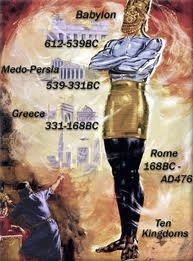 Babylon
612-539BC
Medo-Persia
539-331BC
Greece
331-168BC
Rome
168BC -
AD476
Ten
Kingdoms